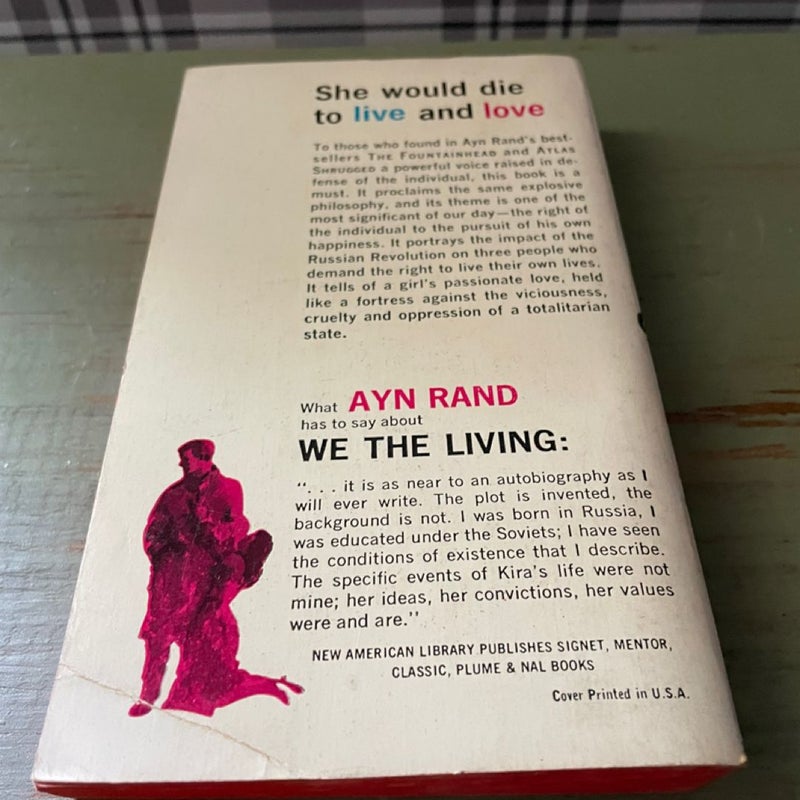 She would die
to live and love
To those who found in Ayn Rand's best-
sellers THE FOUNTAINHEAD and ATLAS
SHRUGGED a powerful voice raised in de-
fense of the individual, this book is a
must. It proclaims the same explosive
philosophy, and its theme is one of the
most significant of our day—the right of
the individual to the pursuit of his own
happiness. It portrays the impact of the
Russian Revolution on three people who
demand the right to live their own lives.
It tells of a girl's passionate love, held
like a fortress against the viciousness,
cruelty and oppression of a totalitarian
state.
What AYN RAND
has to say about
WE THE LIVING:
". . . it is as near to an autobiography as I
will ever write. The plot is invented, the
background is not. I was born in Russia, I
was educated under the Soviets; I have seen
the conditions of existence that I describe.
The specific events of Kira's life were not
mine; her ideas, her convictions, her values
were and are."
NEW AMERICAN LIBRARY PUBLISHES SIGNET, MENTOR,
CLASSIC, PLUME & NAL BOOKS
Cover Printed in U.S.A.